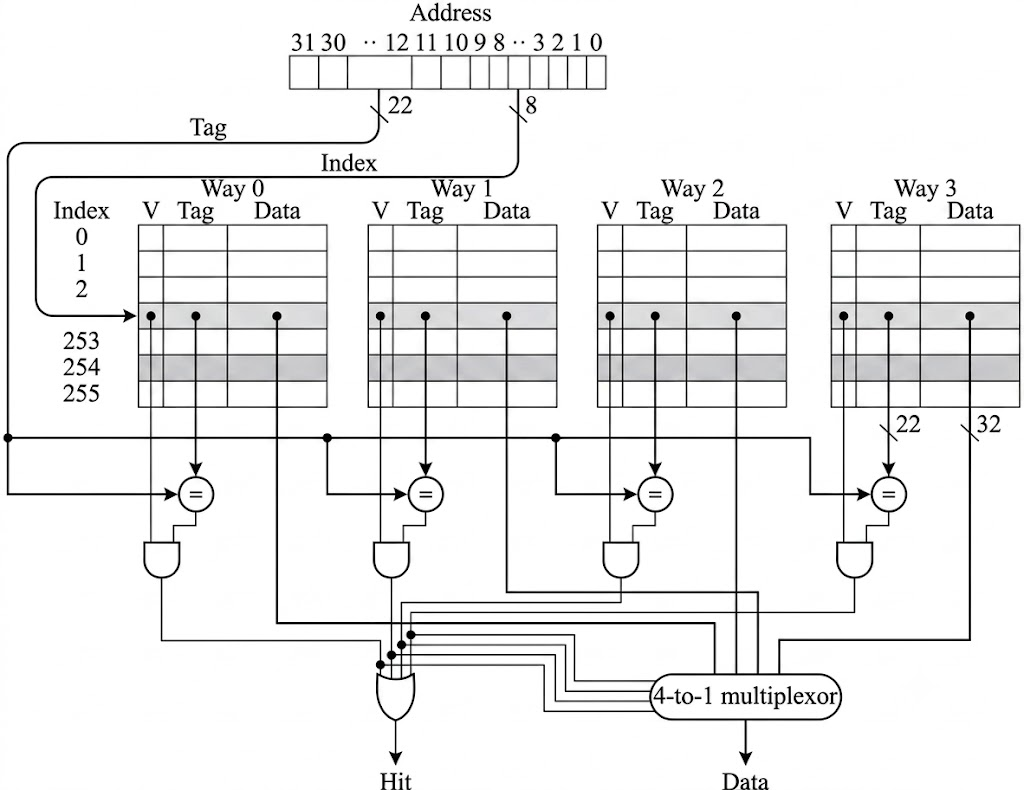 Address
31 30 ·· 12 11 10 9 8 ·· 3 2 1 0
22
8
Tag
Index
Way 0
Way 1
Way 2
Way 3
Index
V Tag Data
V Tag Data
V Tag Data
V Tag Data
0
1
2
253
254
255
22
32
=
=
=
=
4-to-1 multiplexor
Hit
Data